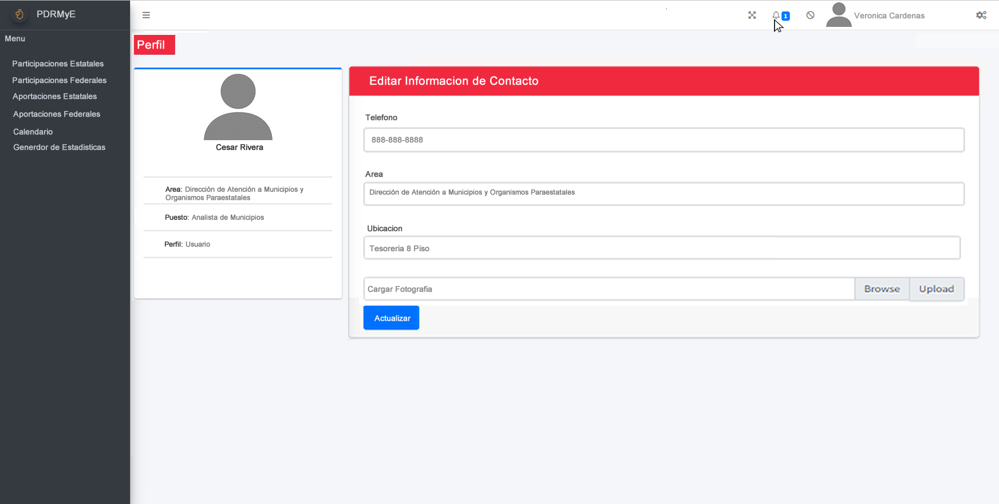 PDRMyE
1
Veronica Cardenas
Menu
Participaciones Estatales
Participaciones Federales
Aportaciones Estatales
Aportaciones Federales
Calendario
Generdor de Estadisticas
Perfil
Cesar Rivera
Area: Dirección de Atención a Municipios y
Organismos Paraestatales
Puesto: Analista de Municipios
Perfil: Usuario
Editar Informacion de Contacto
Telefono
888-888-8888
Area
Dirección de Atención a Municipios y Organismos Paraestatales
Ubicacion
Tesoreria 8 Piso
Cargar Fotografia
Browse
Upload
Actualizar